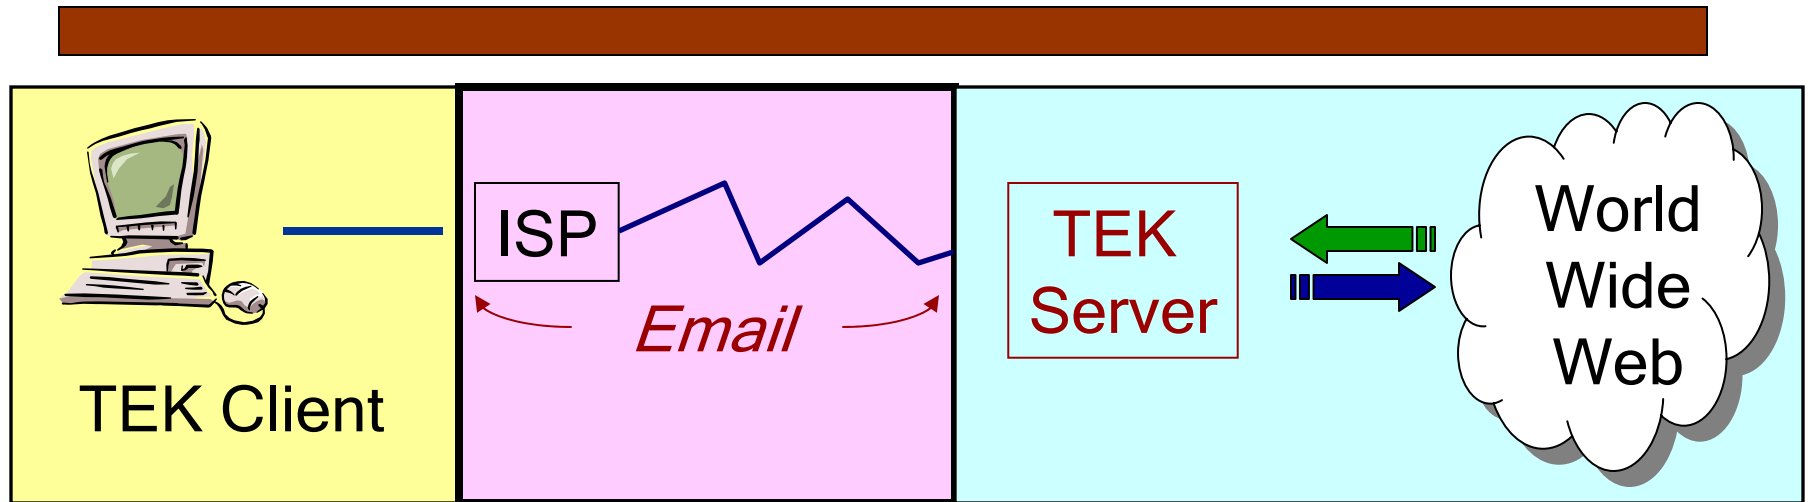 TEK Client
ISP
Email
TEK
Server
World
Wide
Web